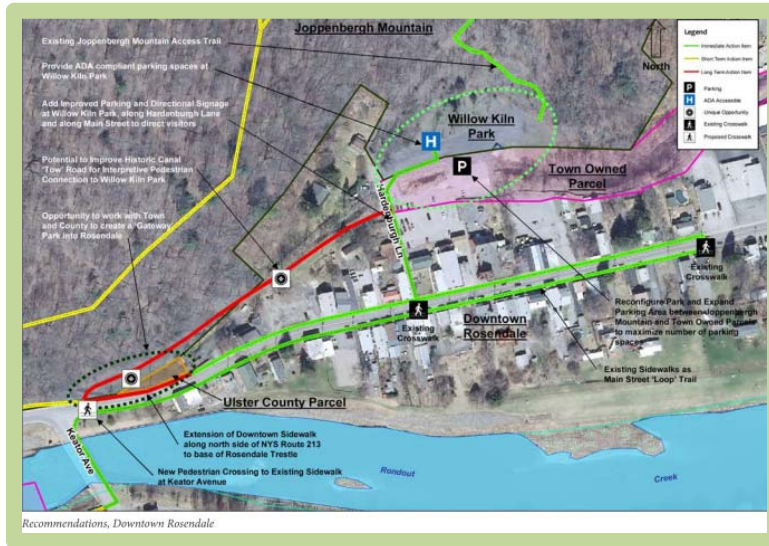 Joppenbergh Mountain
Existing Joppenbergh Mountain Access Trail
Provide ADA compliant parking spaces at
Willow Kiln Park
Add Improved Parking and Directional Signage
at Willow Kiln Park, along Hardenburgh Lane
and along Main Street to direct visitors
Potential to Improve Historic Canal
'Tow' Road for Interpretive Pedestrian
Connection to Willow Kiln Park
Opportunity to work with Town
and County to create a 'Gateway
Park into Rosendale
North
Legend
Immediate Action Item
Short Term Action Item
Long Term Action Item
P Parking
H ADA Accessible
Unique Opportunity
Existing Crosswalk
Proposed Crosswalk
Willow Kiln
Park
H
P
Town Owned
Parcel
Hardenburgh Ln.
Existing
Crosswalk
Existing
Crosswalk
Downtown
Rosendale
Reconfigure Park and Expand
Parking Area between Joppenbergh
Mountain and Town Owned Parcels
to maximize number of parking
spaces
Existing Sidewalks as
Main Street 'Loop' Trail
Ulster County Parcel
Extension of Downtown Sidewalk
along north side of NYS Route 213
to base of Rosendale Trestle
New Pedestrian Crossing to Existing Sidewalk
at Keator Avenue
Keator Ave
Rondout
Creek
Recommendations, Downtown Rosendale